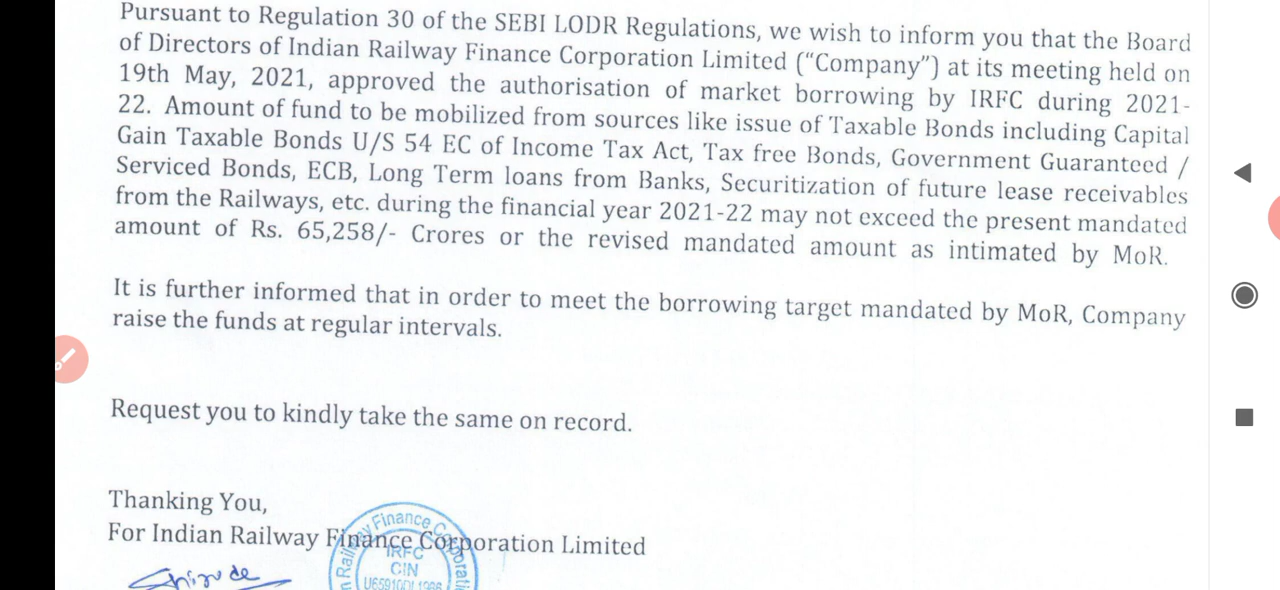 Pursuant to Regulation 30 of the SEBI LODR Regulations, we wish to inform you that the Board
of Directors of Indian Railway Finance Corporation Limited (“Company”) at its meeting held on
19th May, 2021, approved the authorisation of market borrowing by IRFC during 2021-
22. Amount of fund to be mobilized from sources like issue of Taxable Bonds including Capital
Gain Taxable Bonds U/S 54 EC of Income Tax Act, Tax free Bonds, Government Guaranteed /
Serviced Bonds, ECB, Long Term loans from Banks, Securitization of future lease receivables
from the Railways, etc. during the financial year 2021-22 may not exceed the present mandated
amount of Rs. 65,258/- Crores or the revised mandated amount as intimated by MoR.
It is further informed that in order to meet the borrowing target mandated by MoR, Company
raise the funds at regular intervals.
Request you to kindly take the same on record.
Thanking You,
For Indian Railway Finance Corporation Limited
Railway Finance
IRFC
CIN